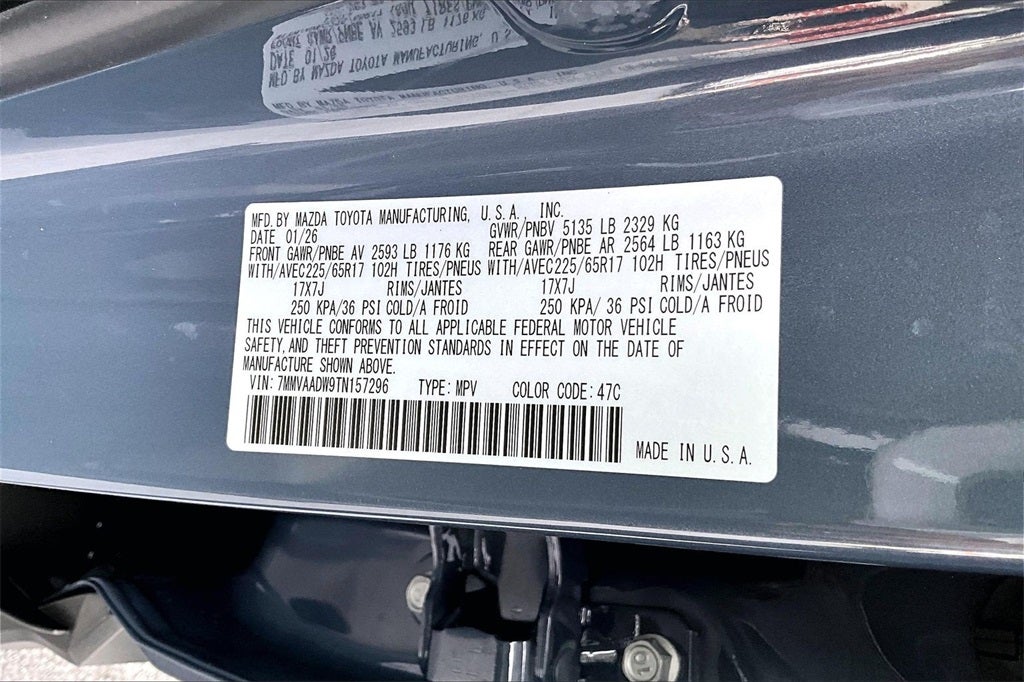 MFD. BY MAZDA TOYOTA MANUFACTURING, U.S.A., INC.
DATE 01/26 GVWR/PNBV 5135 LB 2329 KG
FRONT GAWR/PNBE AV 2593 LB 1176 KG REAR GAWR/PNBE AR 2564 LB 1163 KG
WITH/AVEC225/65R17 102H TIRES/PNEUS WITH/AVEC225/65R17 102H TIRES/PNEUS
17X7J RIMS/JANTES 17X7J RIMS/JANTES
250 KPA/36 PSI COLD/A FROID 250 KPA/ 36 PSI COLD/A FROID
THIS VEHICLE CONFORMS TO ALL APPLICABLE FEDERAL MOTOR VEHICLE
SAFETY, AND THEFT PREVENTION STANDARDS IN EFFECT ON THE DATE OF
MANUFACTURE SHOWN ABOVE.
VIN: 7MMVAADW9TN157296 TYPE: MPV COLOR CODE: 47C
MADE IN U.S.A.